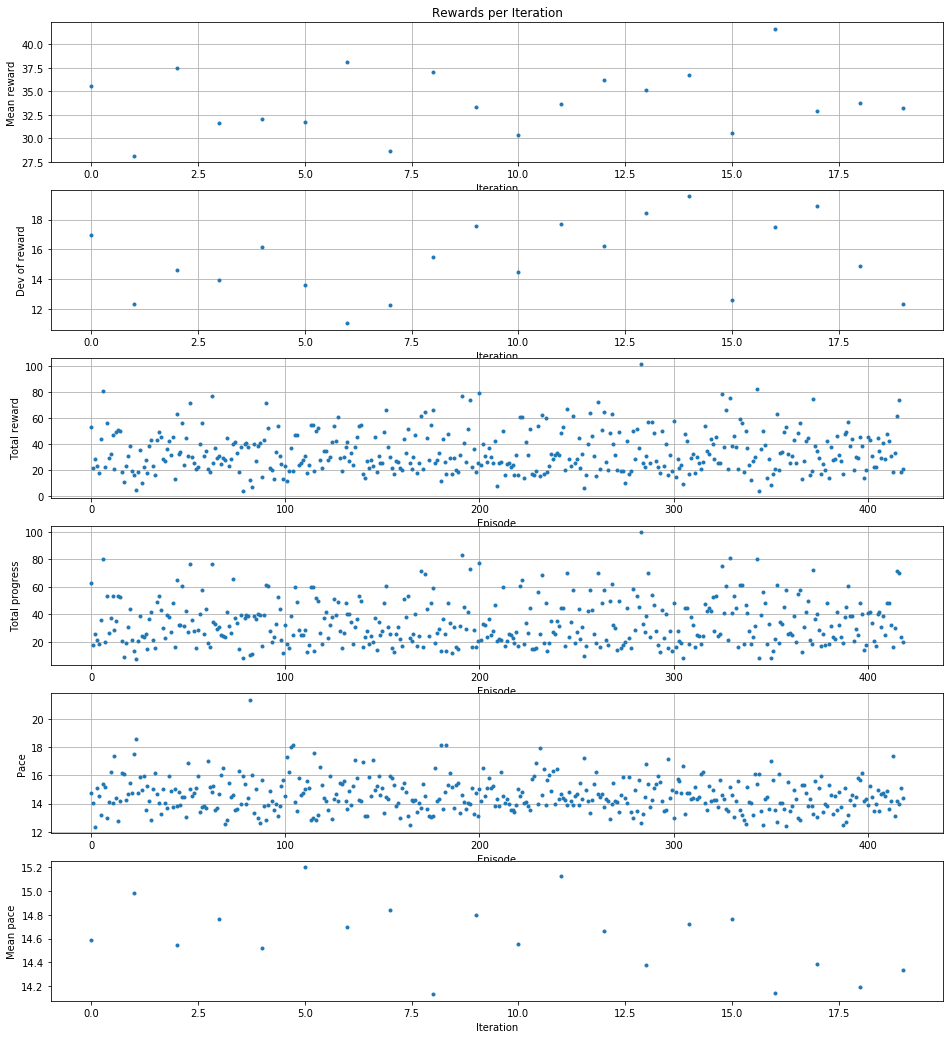 Rewards per Iteration
Mean reward
40.0
37.5
35.0
32.5
30.0
27.5
0.0 2.5 5.0 7.5 10.0 12.5 15.0 17.5
Iteration
Dev of reward
18
16
14
12
0.0 2.5 5.0 7.5 10.0 12.5 15.0 17.5
Iteration
Total reward
100
80
60
40
20
0
0 100 200 300 400
Episode
Total progress
100
80
60
40
20
0 100 200 300 400
Episode
Pace
20
18
16
14
12
0 100 200 300 400
Episode
Mean pace
15.2
15.0
14.8
14.6
14.4
14.2
0.0 2.5 5.0 7.5 10.0 12.5 15.0 17.5
Iteration